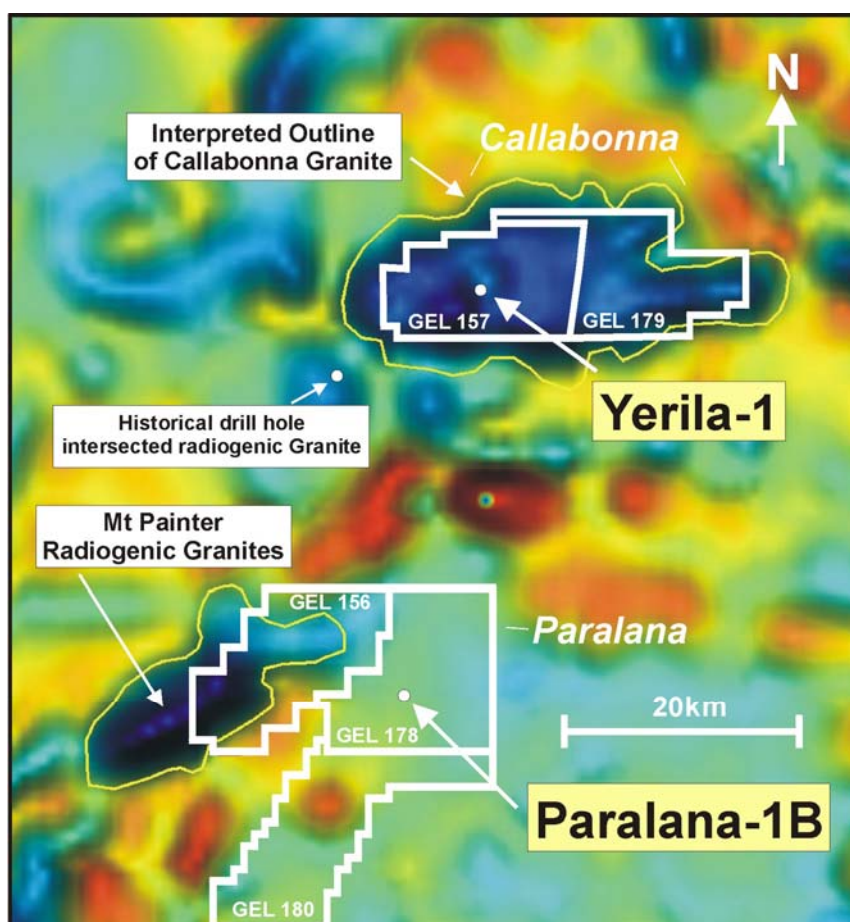 N
Interpreted Outline
of Callabonna Granite
Callabonna
GEL 157
GEL 179
Yerila-1
Historical drill hole
intersected radiogenic Granite
Mt Painter
Radiogenic Granites
GEL 156
Paralana
20km
GEL 178
Paralana-1B
GEL 180